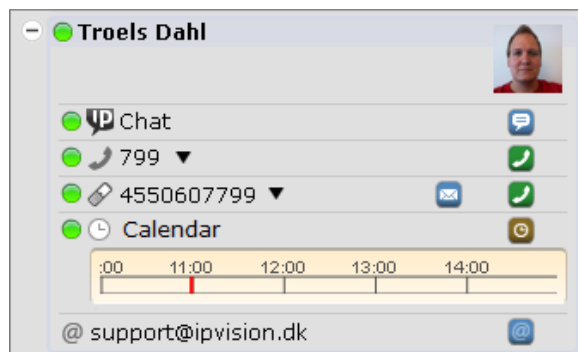 Troels Dahl
Chat
799
4550607799
Calendar
:00 11:00 12:00 13:00 14:00
@ support@ipvision.dk @